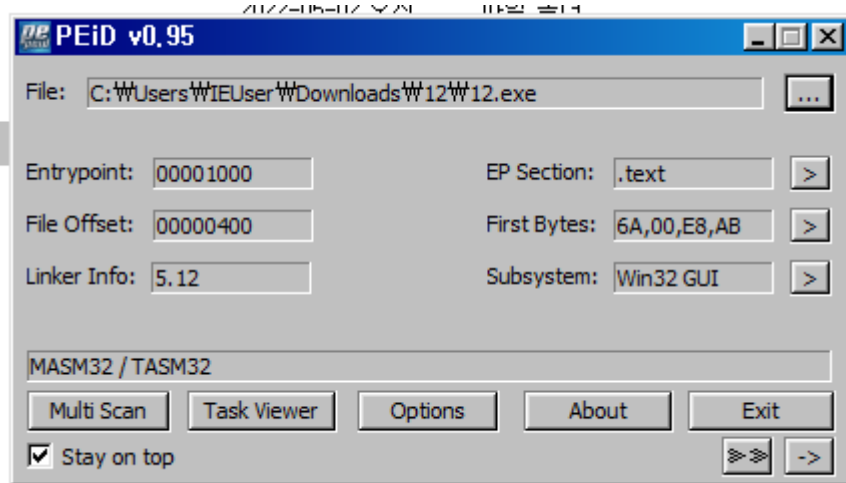 PEiD v0.95
File: C:₩Users₩IEUser₩Downloads₩12₩12.exe ...
Entrypoint: 00001000 EP Section: .text >
File Offset: 00000400 First Bytes: 6A,00,E8,AB >
Linker Info: 5.12 Subsystem: Win32 GUI >
MASM32 / TASM32
Multi Scan Task Viewer Options About Exit
Stay on top ->